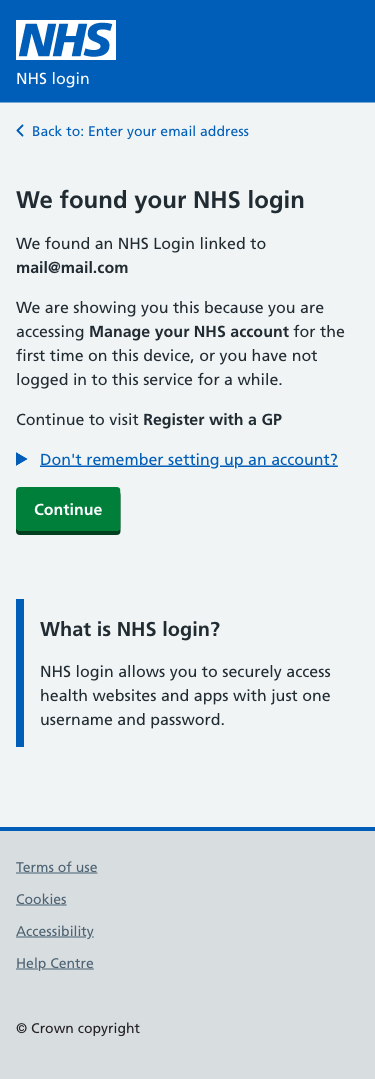 NHS
NHS login
Back to: Enter your email address
We found your NHS login
We found an NHS Login linked to
mail@mail.com
We are showing you this because you are
accessing Manage your NHS account for the
first time on this device, or you have not
logged in to this service for a while.
Continue to visit Register with a GP
Don't remember setting up an account?
Continue
What is NHS login?
NHS login allows you to securely access
health websites and apps with just one
username and password.
Terms of use
Cookies
Accessibility
Help Centre
© Crown copyright